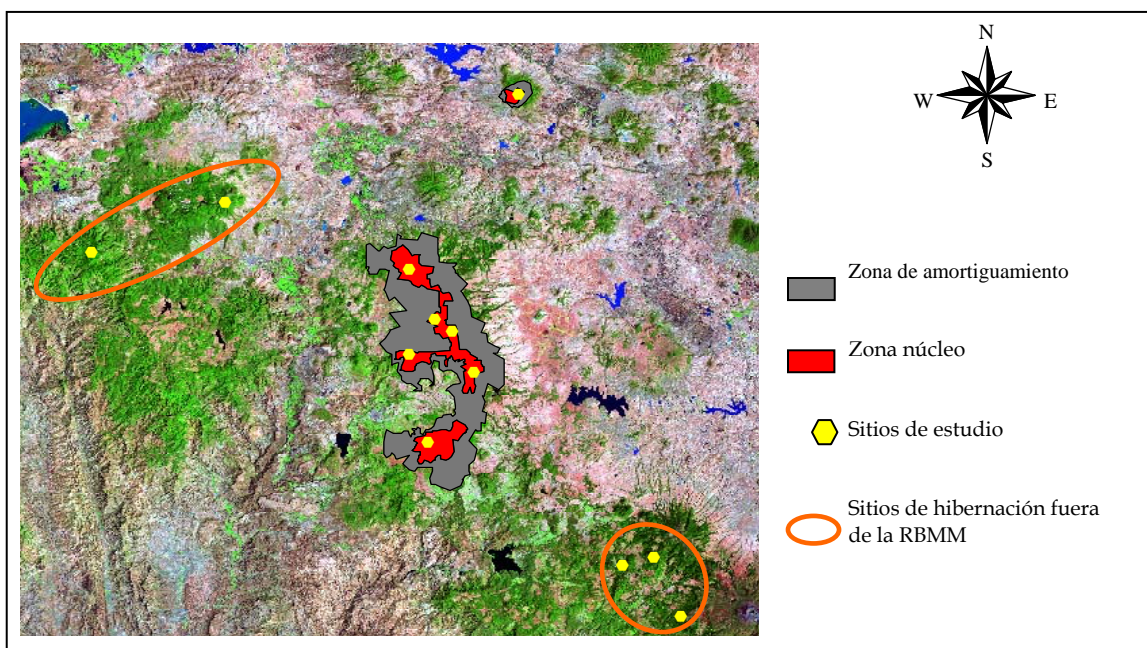 N
W
E
S
Zona de amortiguamiento
Zona núcleo
Sitios de estudio
Sitios de hibernación fuera
de la RBMM